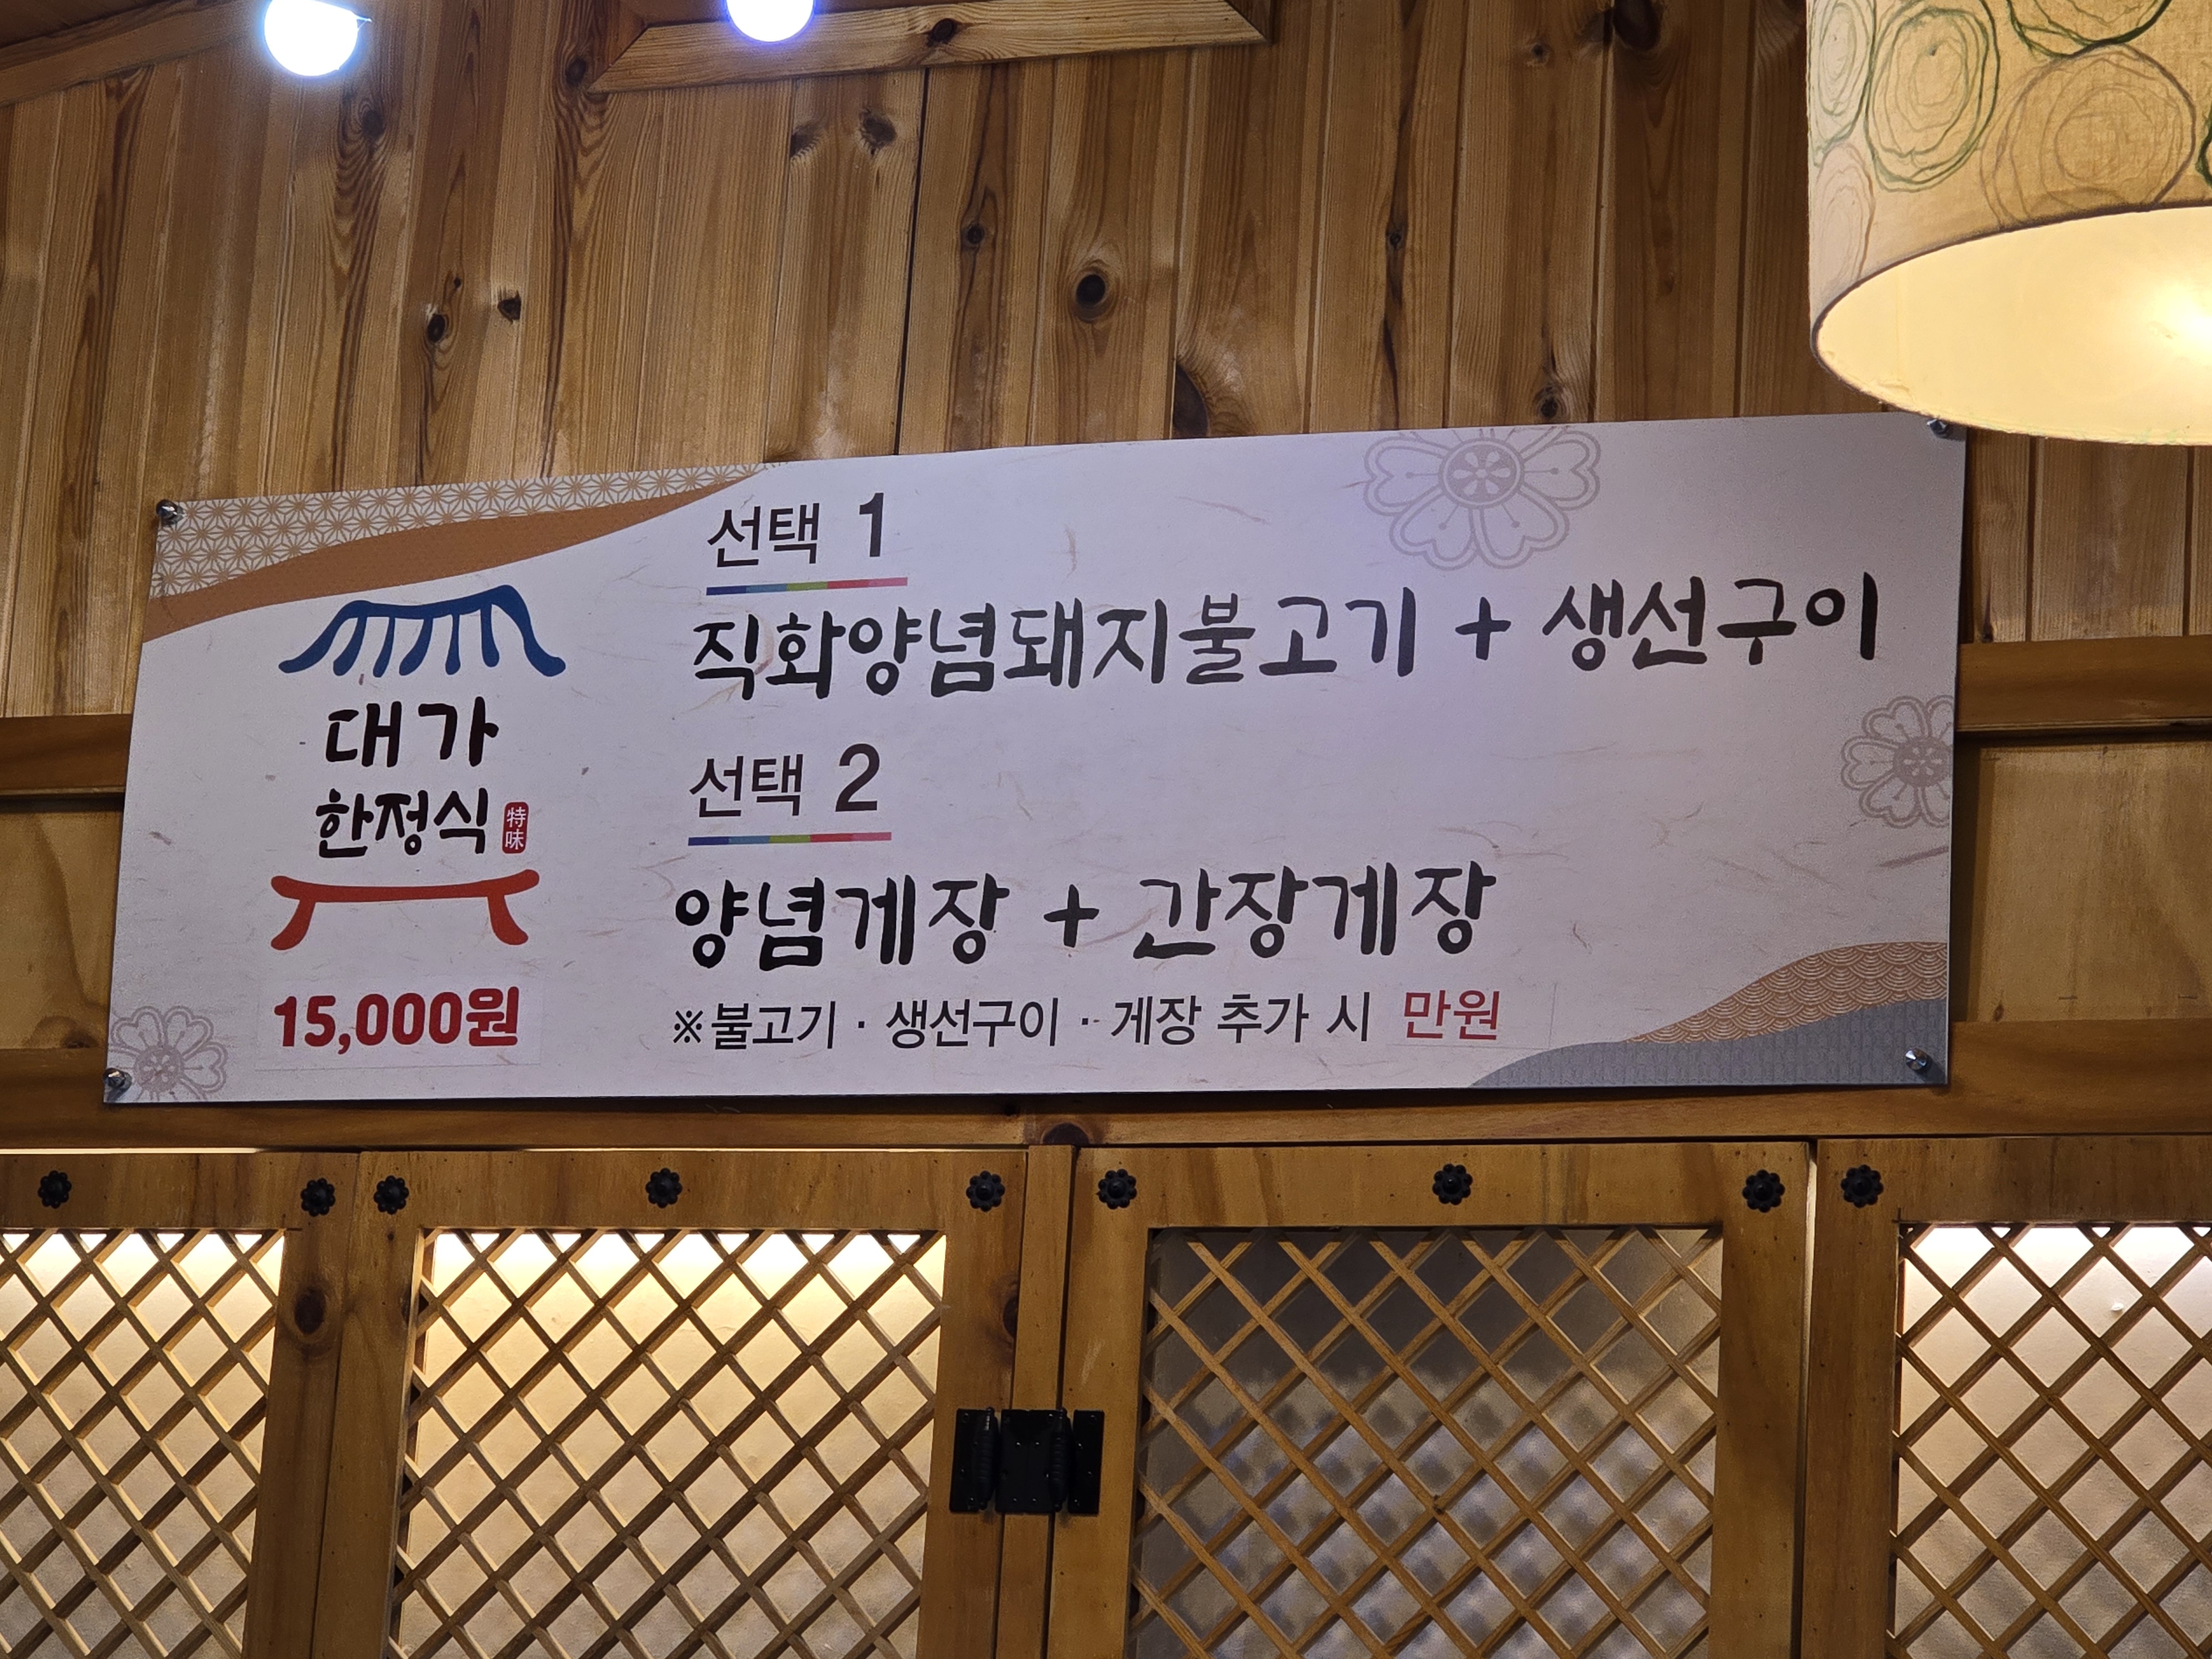 대가
한정식
特味
15,000원
선택 1
직화양념돼지불고기 + 생선구이
선택 2
양념게장 + 간장게장
※불고기 · 생선구이 · 게장 추가 시 만원